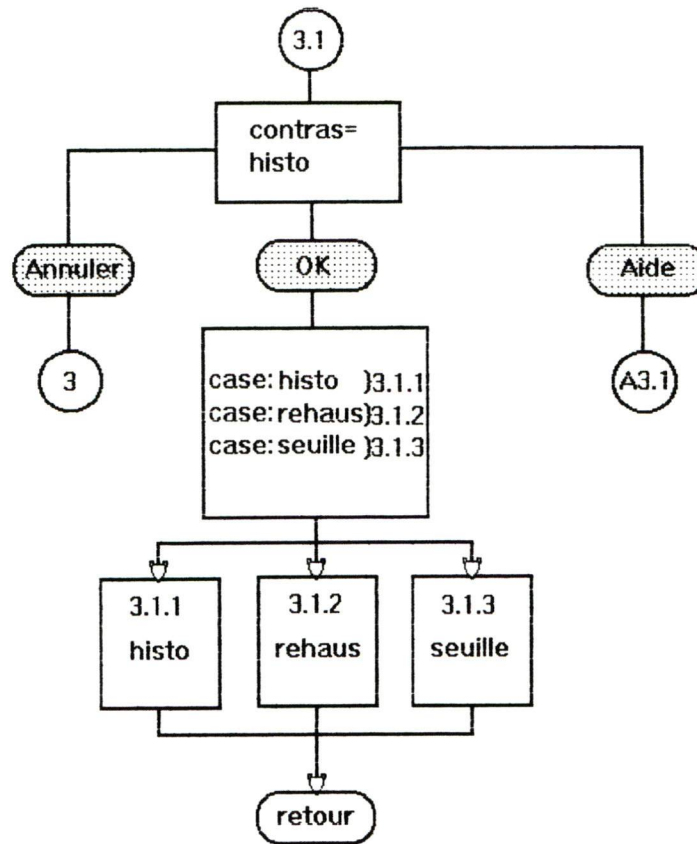 3.1
contras=
histo
Annuler
OK
Aide
3
A3.1
case: histo }3.1.1
case: rehaus}3.1.2
case: seuille }3.1.3
3.1.1
histo
3.1.2
rehaus
3.1.3
seuille
retour